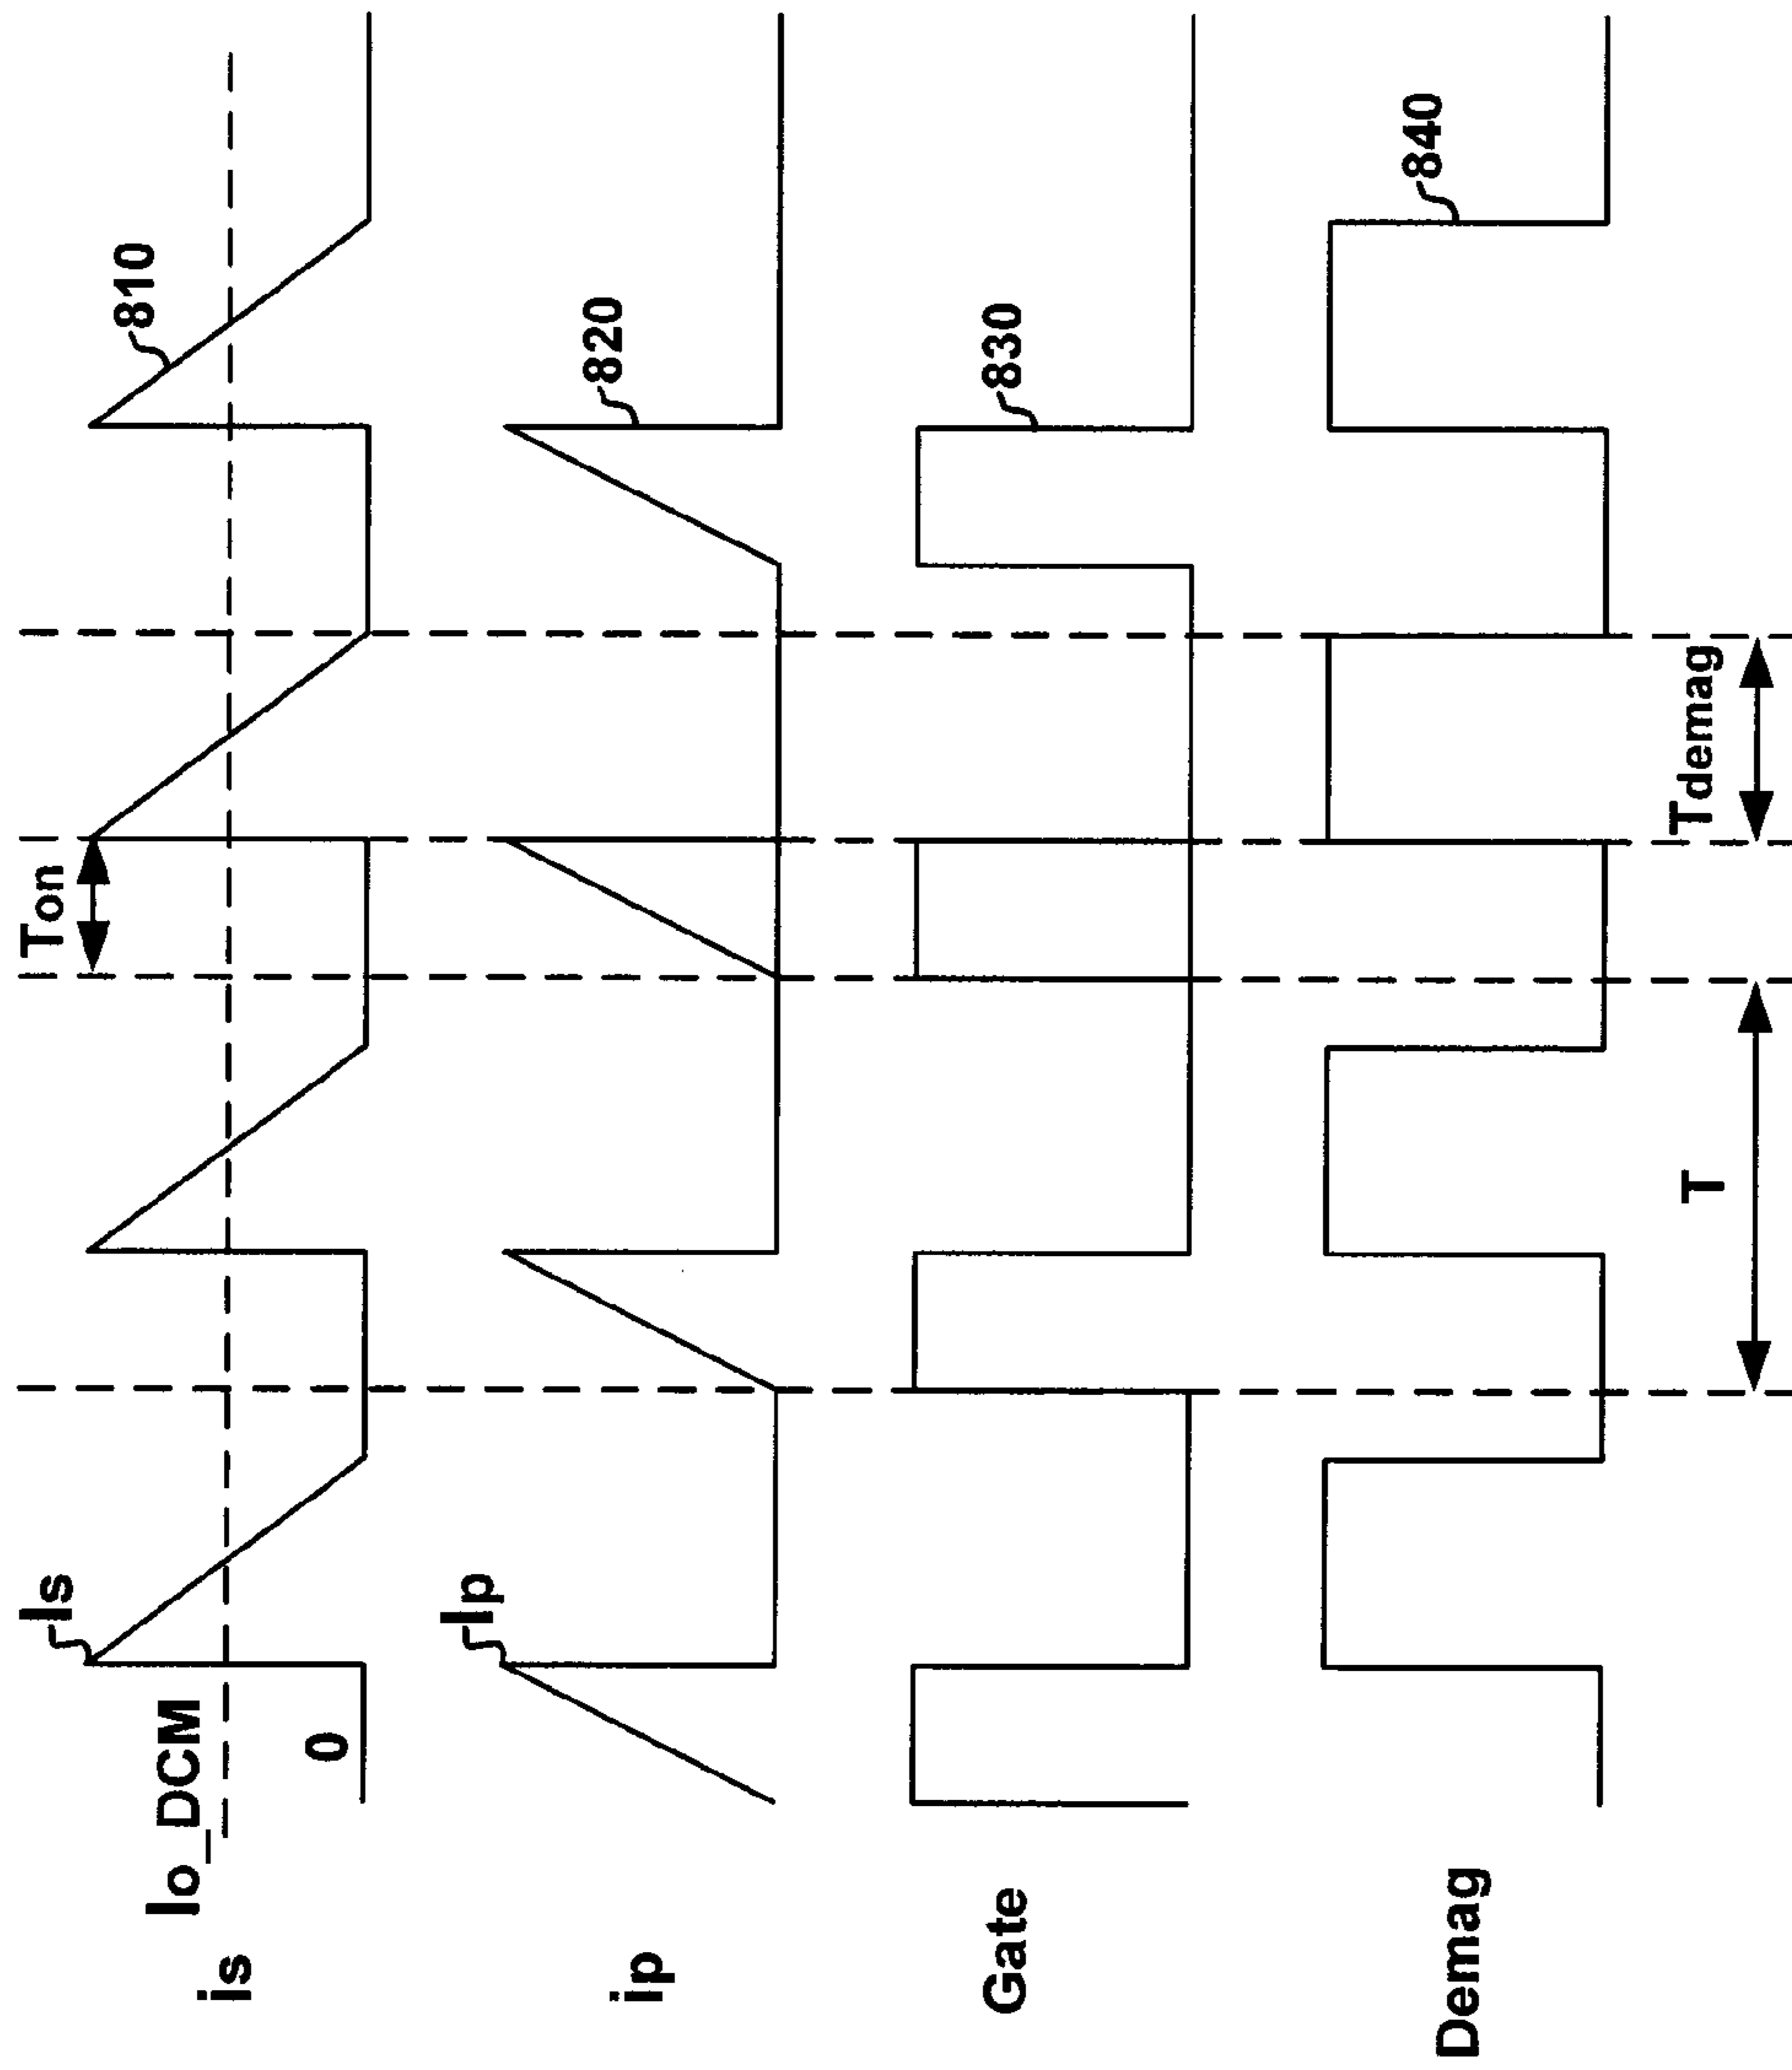 Is
Io_DCM
is
0
Ton
810
Ip
ip
820
Gate
830
Demag
840
T
Tdemag